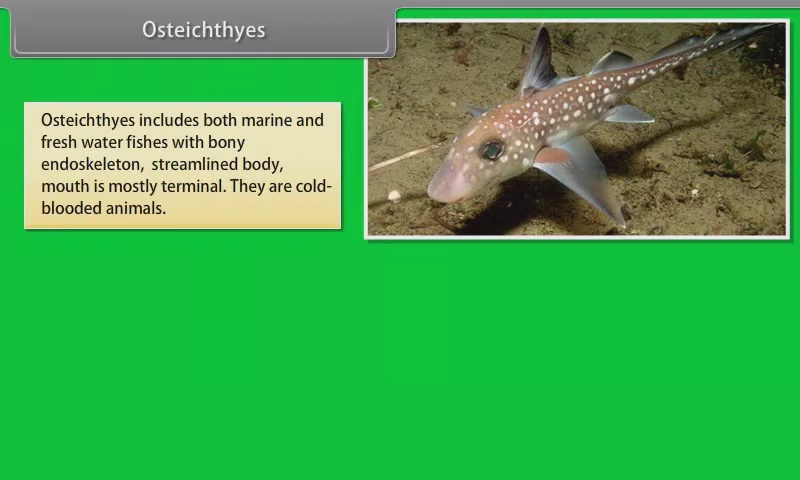 Osteichthyes
Osteichthyes includes both marine and
fresh water fishes with bony
endoskeleton, streamlined body,
mouth is mostly terminal. They are cold-
blooded animals.